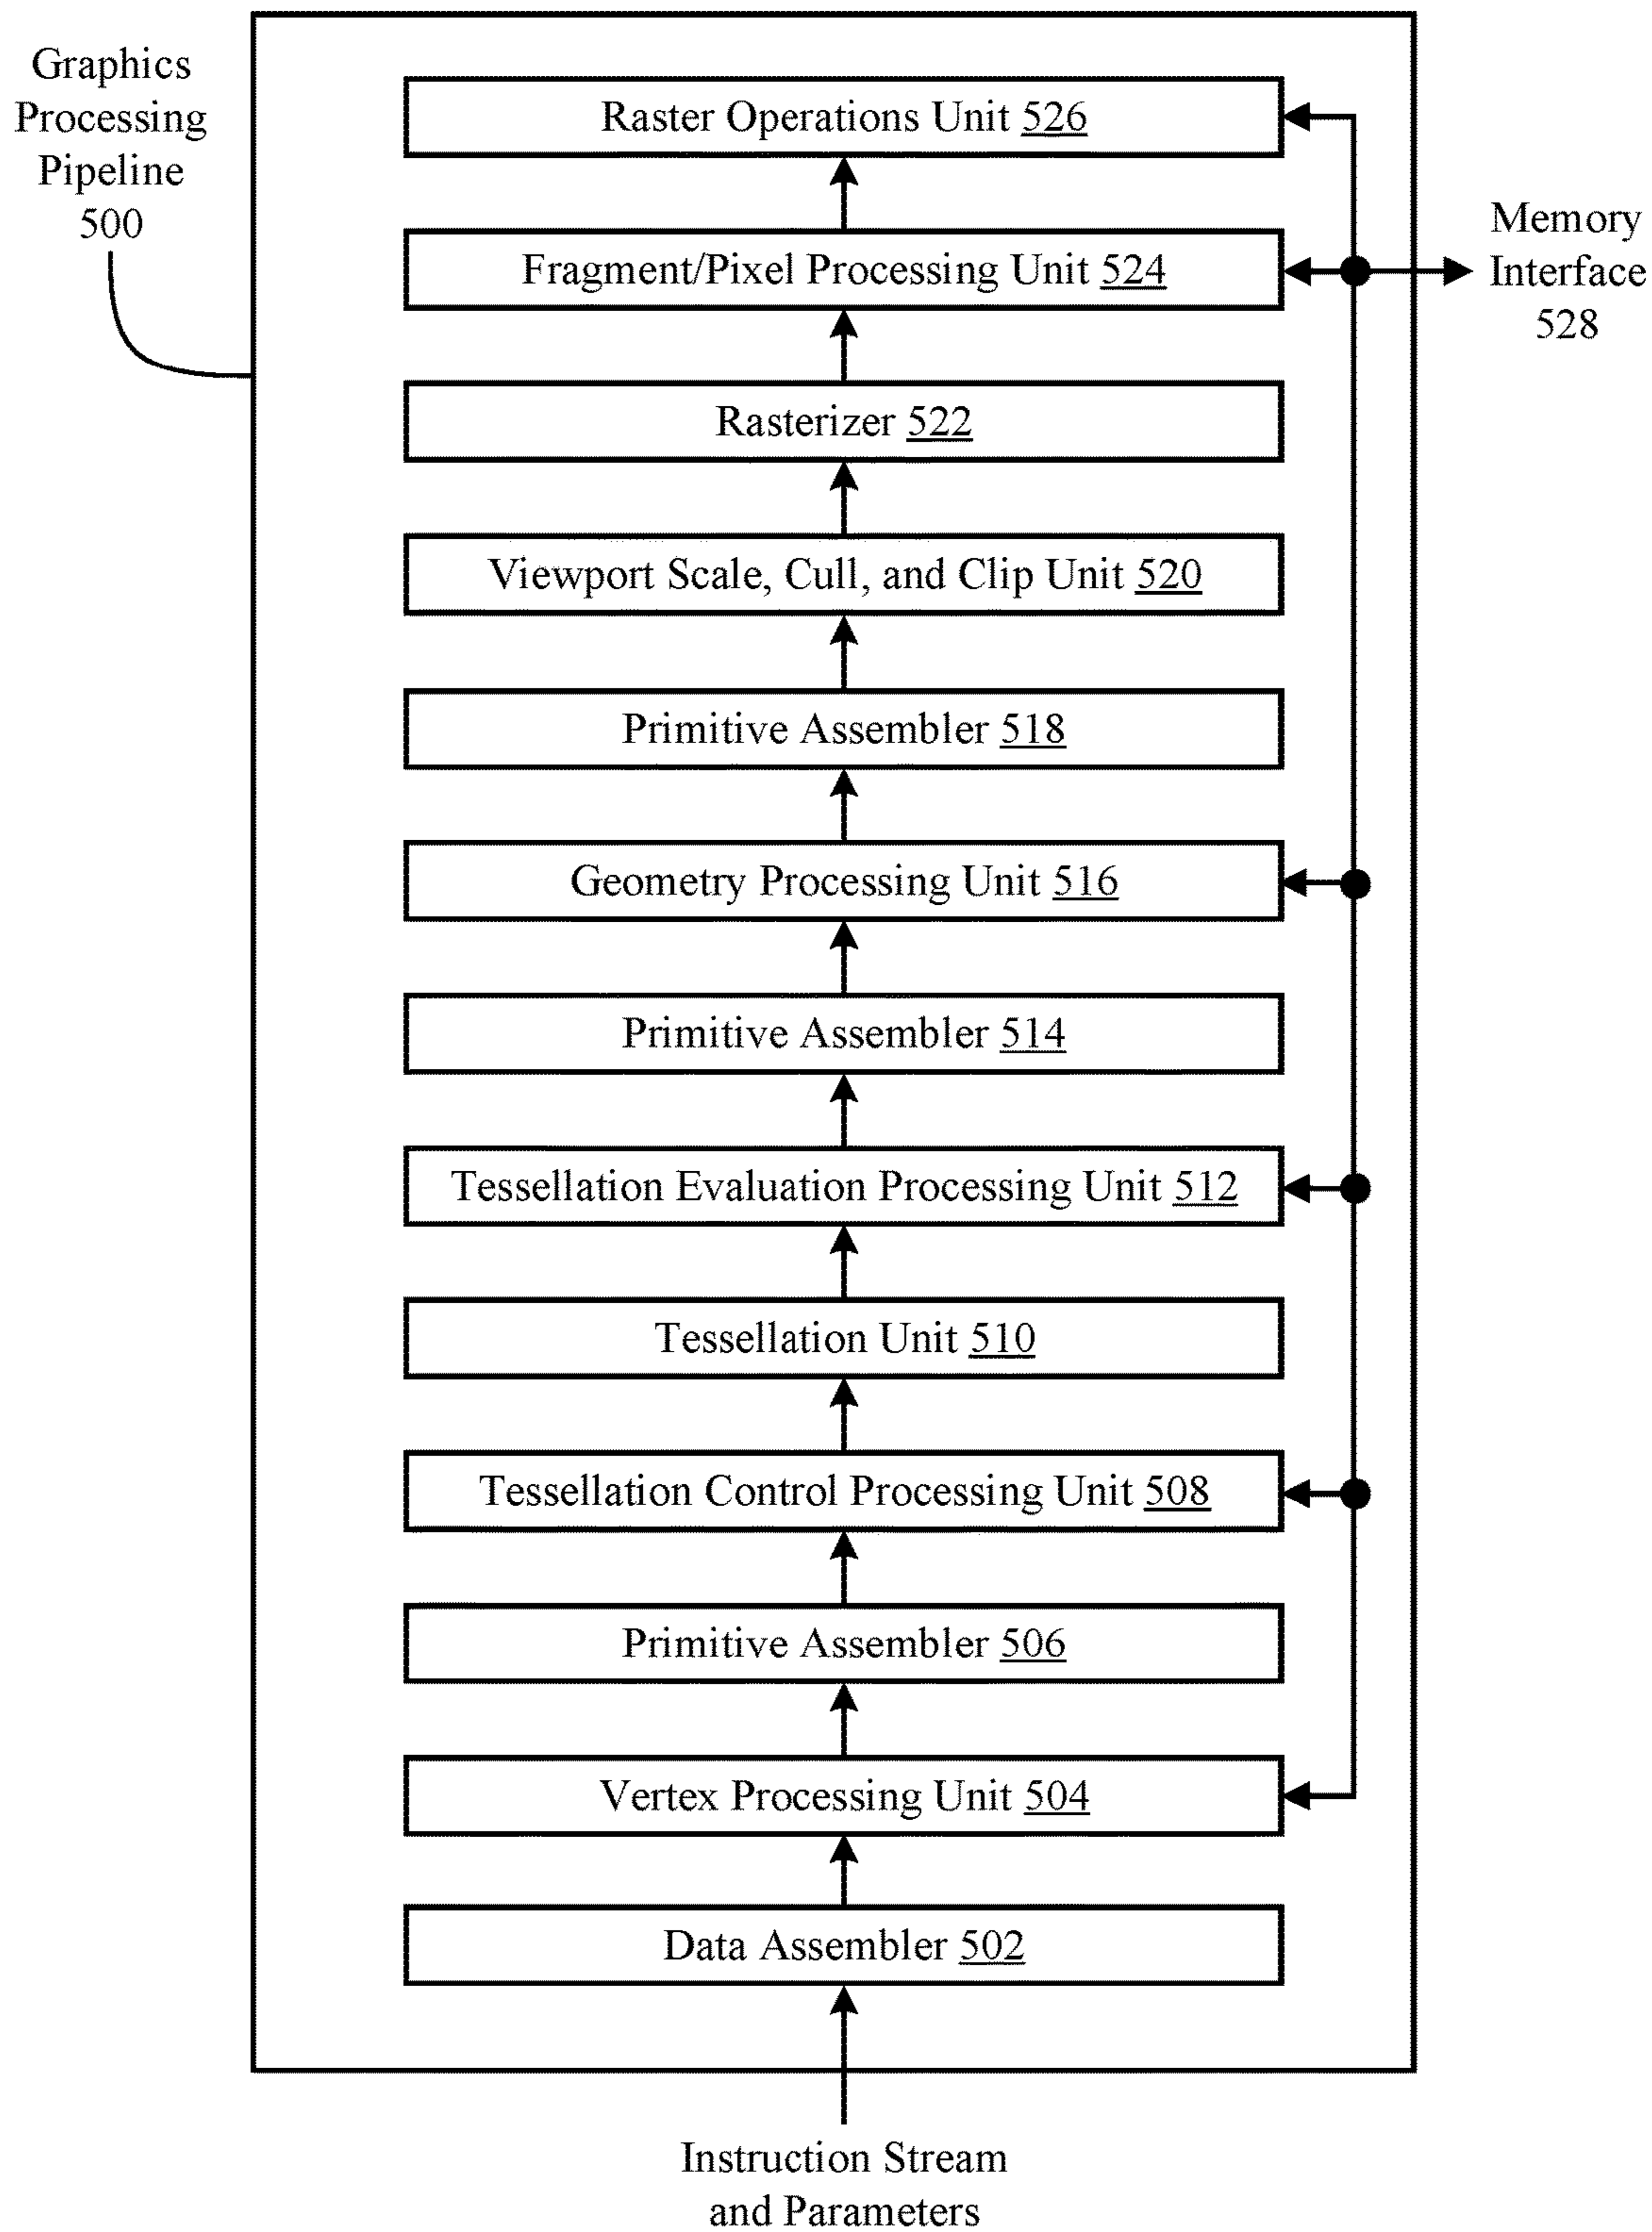 Graphics
Processing
Pipeline
500
Raster Operations Unit 526
Fragment/Pixel Processing Unit 524
Memory
Interface
528
Rasterizer 522
Viewport Scale, Cull, and Clip Unit 520
Primitive Assembler 518
Geometry Processing Unit 516
Primitive Assembler 514
Tessellation Evaluation Processing Unit 512
Tessellation Unit 510
Tessellation Control Processing Unit 508
Primitive Assembler 506
Vertex Processing Unit 504
Data Assembler 502
Instruction Stream
and Parameters